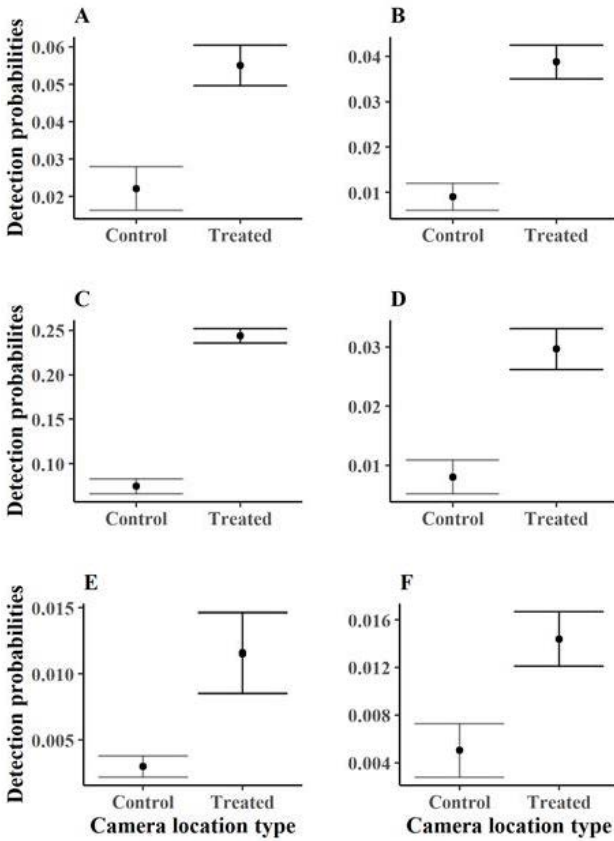 A
Detection probabilities
0.06
0.05
0.04
0.03
0.02
Control Treated
B
0.04
0.03
0.02
0.01
Control Treated
C
Detection probabilites
0.25
0.20
0.15
0.10
Control Treated
D
0.03
0.02
0.01
Control Treated
E
Detection probabilities
0.015
0.010
0.005
Control Treated
Camera location type
F
0.016
0.012
0.008
0.004
Control Treated
Camera location type